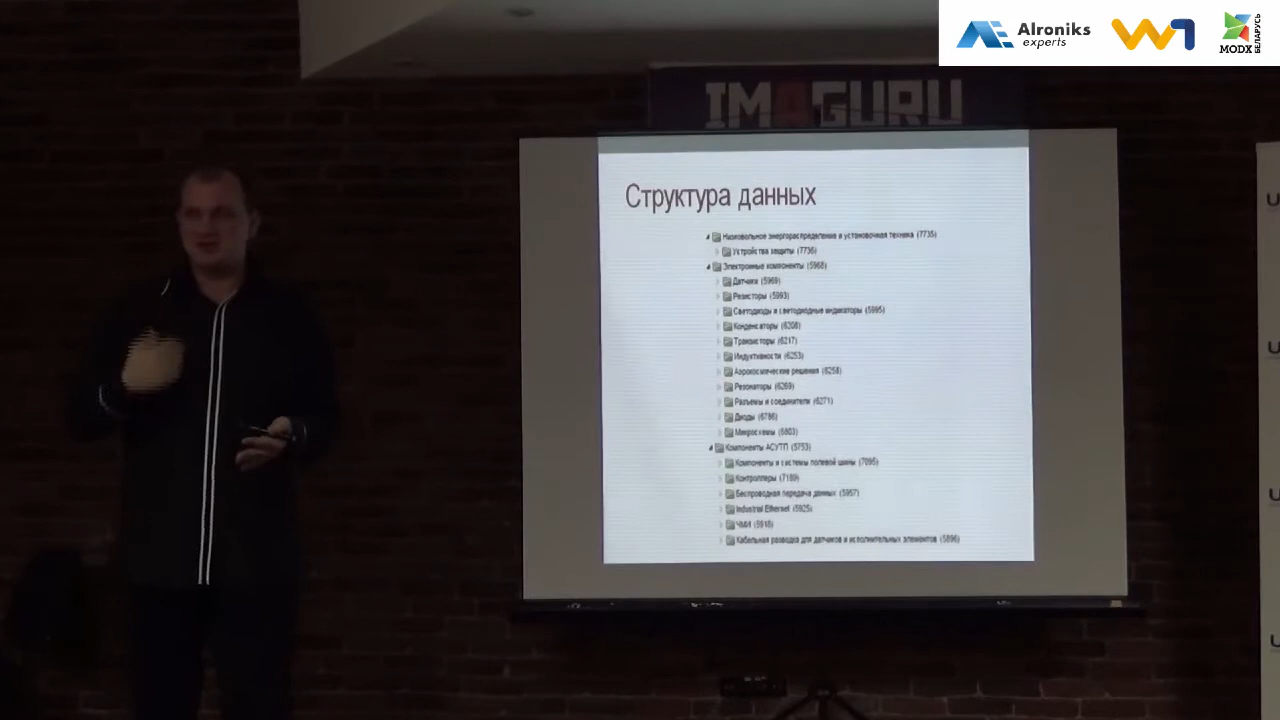 Alroniks
experts
MODX
БЕЛАРУСЬ
IMAGURU
Структура данных
Низковольтное энергораспределение и установочная техника (7735)
Устройства защиты (7736)
Электронные компоненты (5968)
Датчики (5969)
Резисторы (5993)
Светодиоды и светодиодные индикаторы (5995)
Конденсаторы (6208)
Транзисторы (6217)
Индуктивности (6253)
Аэрокосмические решения (6258)
Резонаторы (6269)
Разъемы и соединители (6271)
Диоды (6786)
Микросхемы (6803)
Компоненты АСУТП (5753)
Компоненты и системы полевой шины (7095)
Контроллеры (7189)
Беспроводная передача данных (5957)
Industrial Ethernet (5925)
ЧМИ (5918)
Кабельная разводка для датчиков и исполнительных элементов (5896)